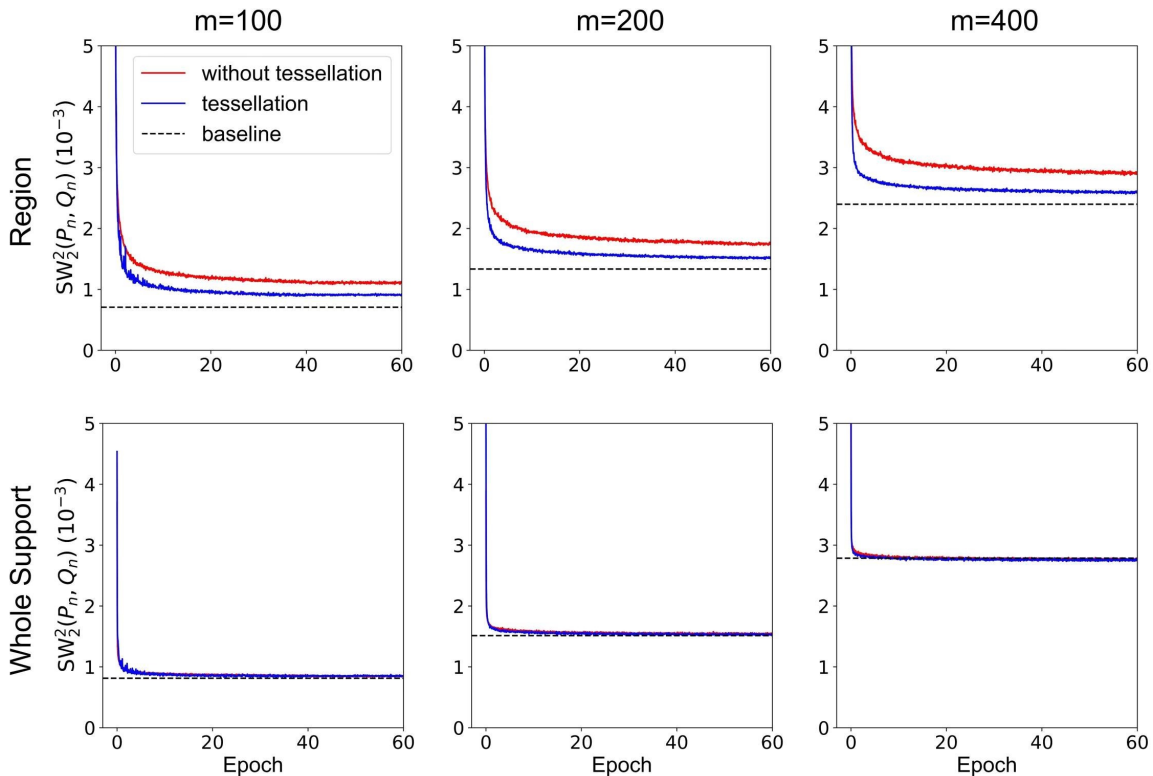 m=100
m=200
m=400
Region
SW₂²(Pₙ, Qₙ) (10⁻³)
5
4
3
2
1
0
without tessellation
tessellation
baseline
0 20 40 60
5
4
3
2
1
0
0 20 40 60
5
4
3
2
1
0
0 20 40 60
Whole Support
SW₂²(Pₙ, Qₙ) (10⁻³)
5
4
3
2
1
0
0 20 40 60
Epoch
5
4
3
2
1
0
0 20 40 60
Epoch
5
4
3
2
1
0
0 20 40 60
Epoch